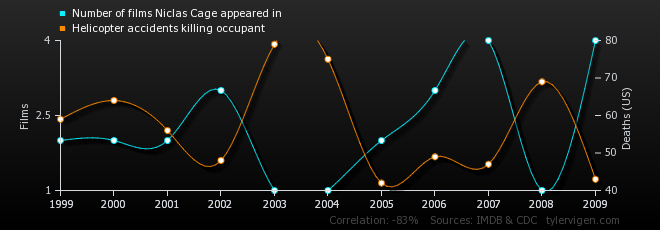 Number of films Niclas Cage appeared in
Helicopter accidents killing occupant
4
80
70
Films
2.5
60
Deaths (US)
50
1
40
1999 2000 2001 2002 2003 2004 2005 2006 2007 2008 2009
Correlation: -83% Sources: IMDB & CDC tylervigen.com